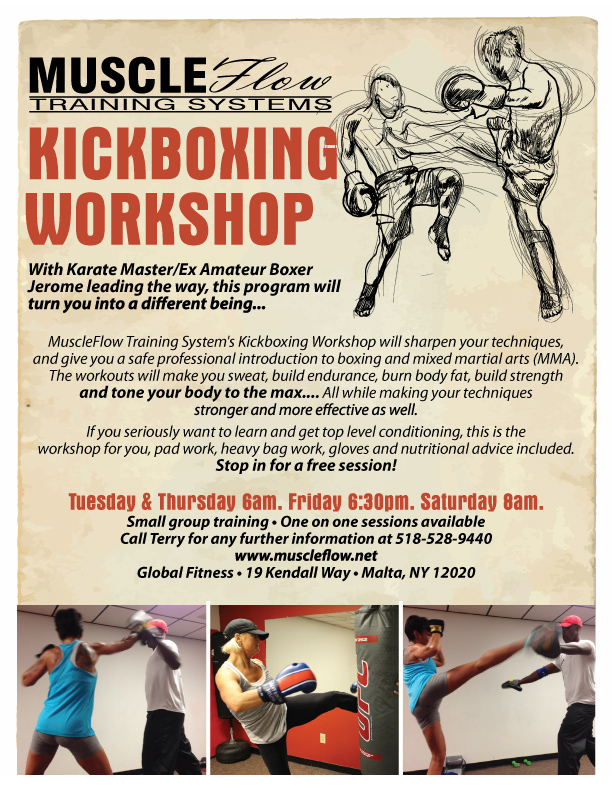 MUSCLE Flow
TRAINING SYSTEMS
KICKBOXING
WORKSHOP
With Karate Master/Ex Amateur Boxer
Jerome leading the way, this program will
turn you into a different being...
MuscleFlow Training System's Kickboxing Workshop will sharpen your techniques,
and give you a safe professional introduction to boxing and mixed martial arts (MMA).
The workouts will make you sweat, build endurance, burn body fat, build strength
and tone your body to the max.... All while making your techniques
stronger and more effective as well.
If you seriously want to learn and get top level conditioning, this is the
workshop for you, pad work, heavy bag work, gloves and nutritional advice included.
Stop in for a free session!
Tuesday & Thursday 6am. Friday 6:30pm. Saturday 8am.
Small group training • One on one sessions available
Call Terry for any further information at 518-528-9440
www.muscleflow.net
Global Fitness • 19 Kendall Way • Malta, NY 12020
UFC